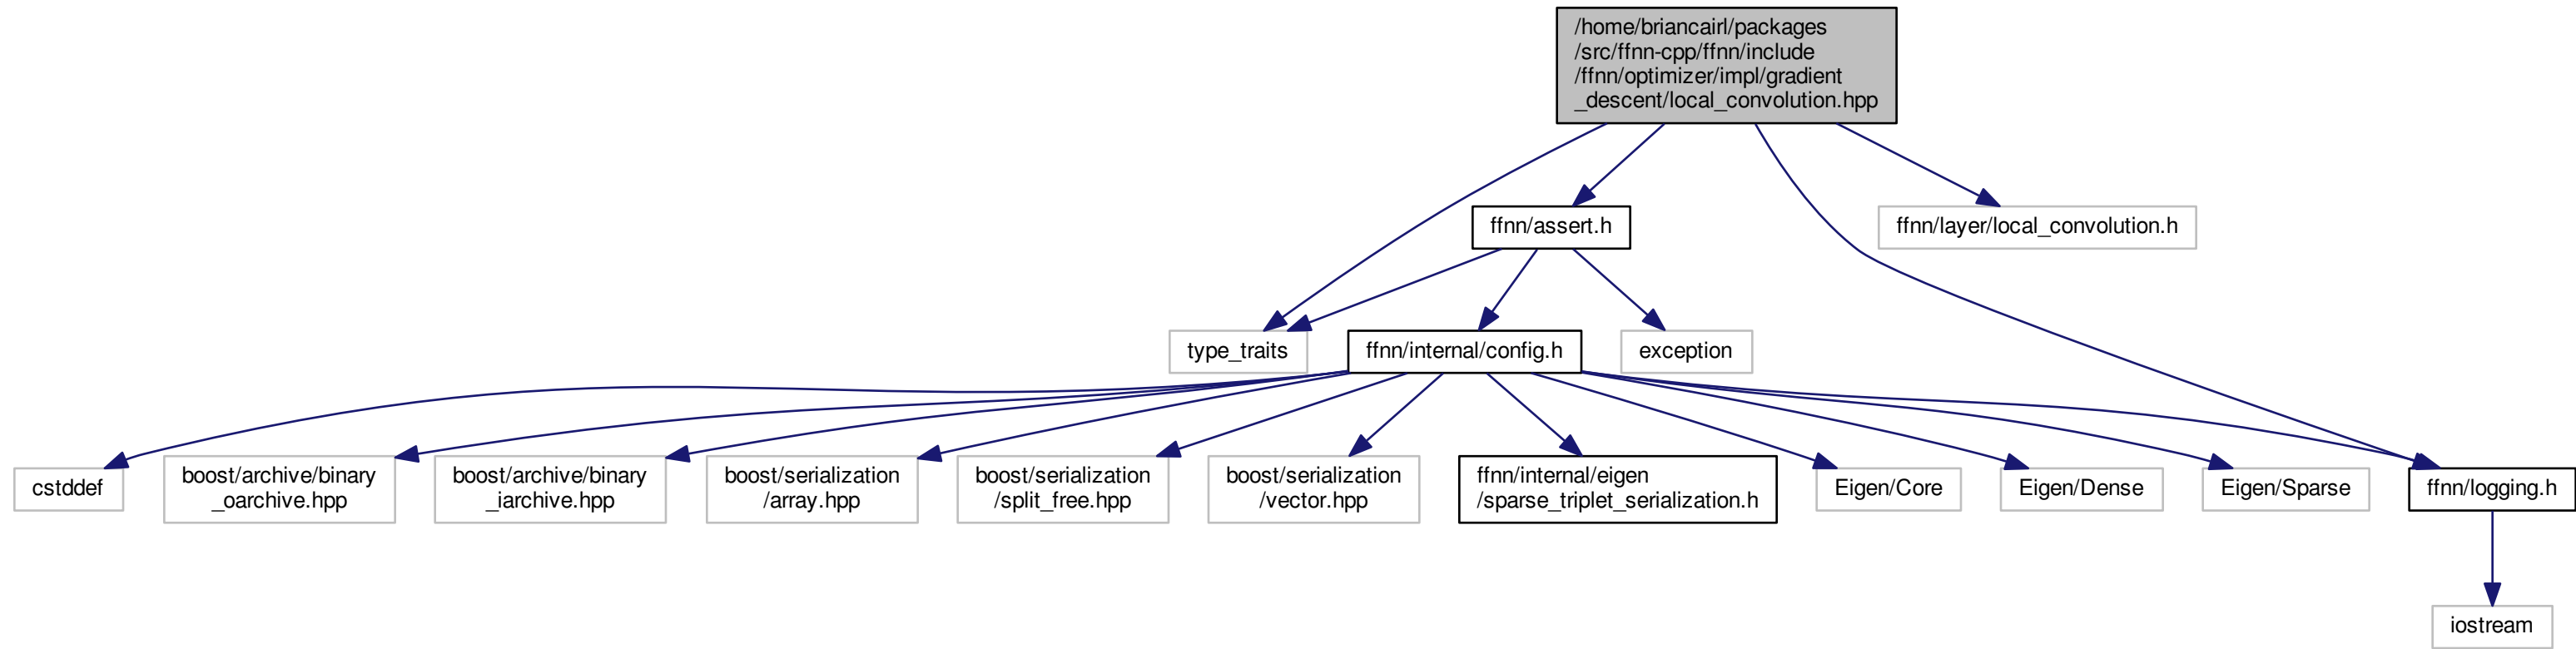 /home/briancairl/packages
/src/ffnn-cpp/ffnn/include
/ffnn/optimizer/impl/gradient
_descent/local_convolution.hpp
ffnn/assert.h
ffnn/layer/local_convolution.h
type_traits
ffnn/internal/config.h
exception
cstddef
boost/archive/binary
_oarchive.hpp
boost/archive/binary
_iarchive.hpp
boost/serialization
/array.hpp
boost/serialization
/split_free.hpp
boost/serialization
/vector.hpp
ffnn/internal/eigen
/sparse_triplet_serialization.h
Eigen/Core
Eigen/Dense
Eigen/Sparse
ffnn/logging.h
iostream